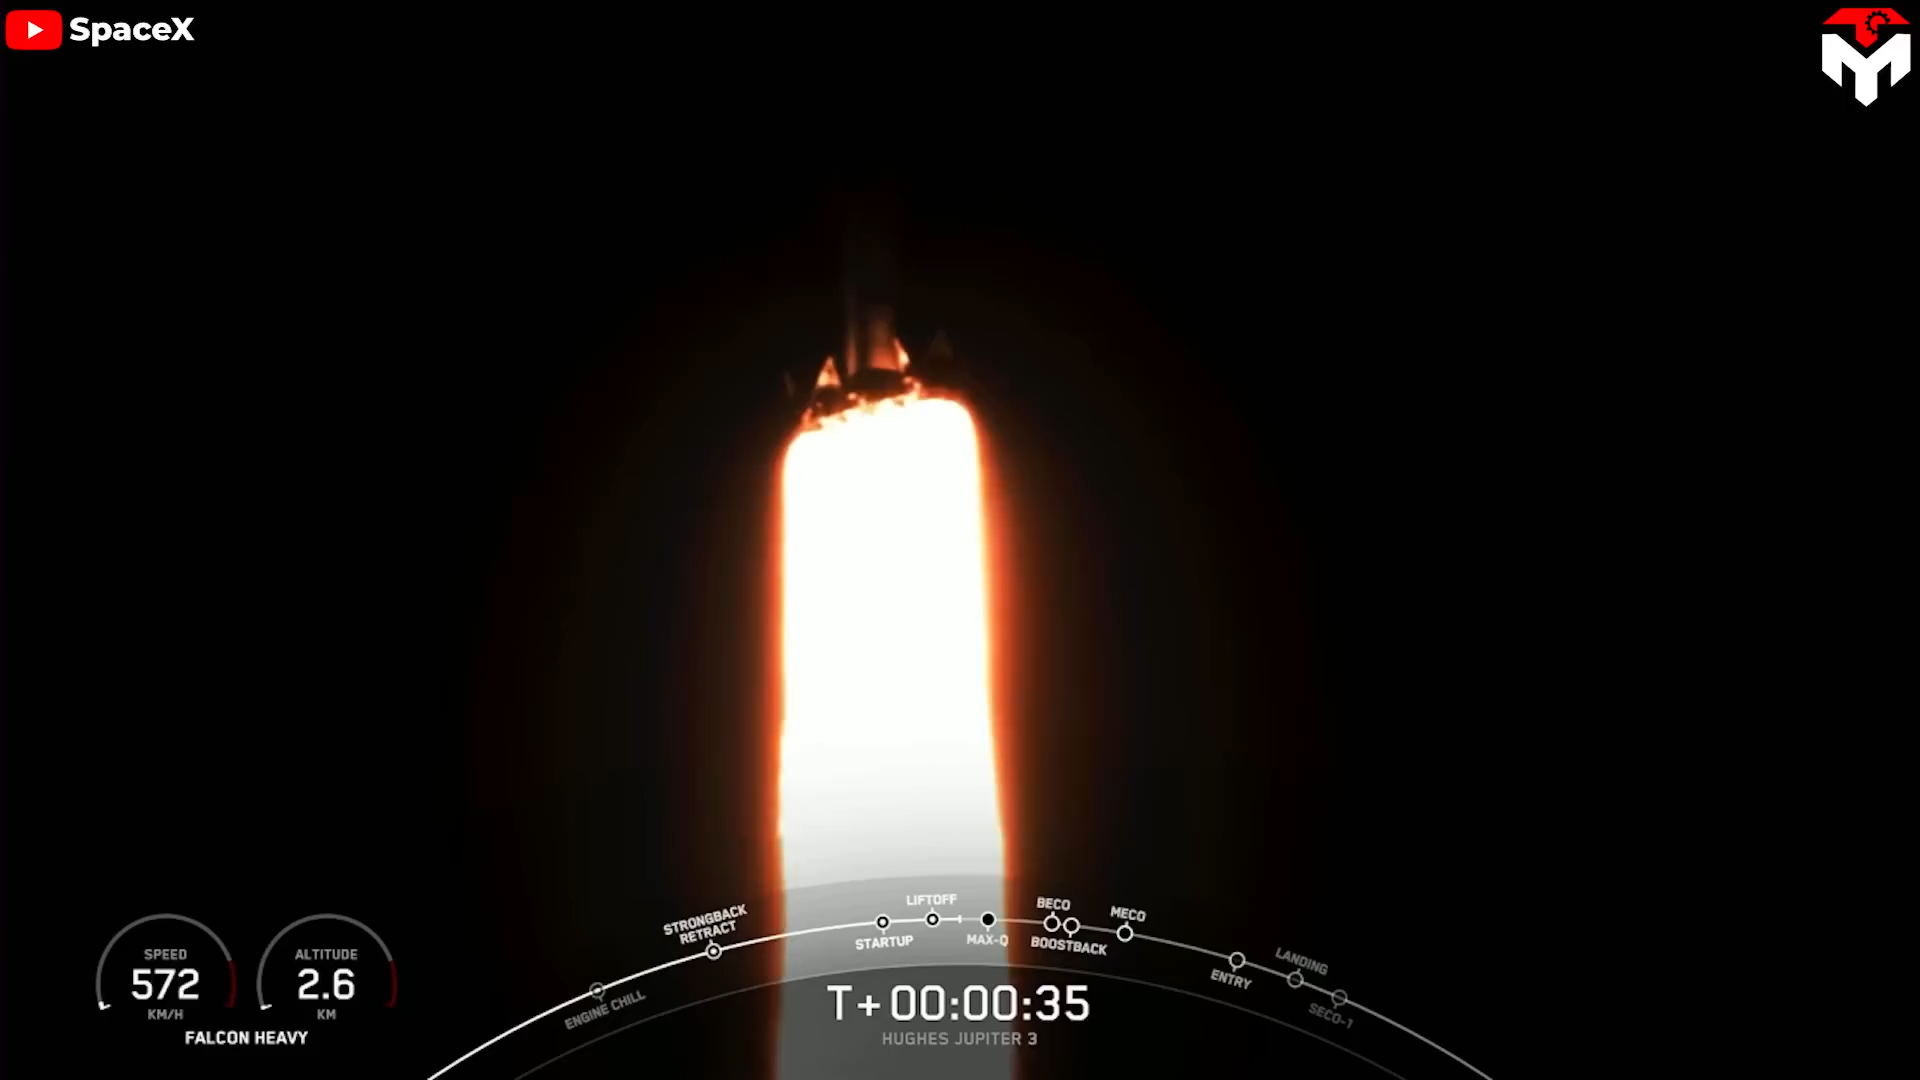 SpaceX
STRONGBACK
RETRACT
LIFTOFF
BECO
MECO
LANDING
STARTUP
MAX-Q
BOOSTBACK
ENTRY
ENGINE CHILL
SECO-1
SPEED
572
KM/H
ALTITUDE
2.6
KM
FALCON HEAVY
T+00:00:35
HUGHES JUPITER 3